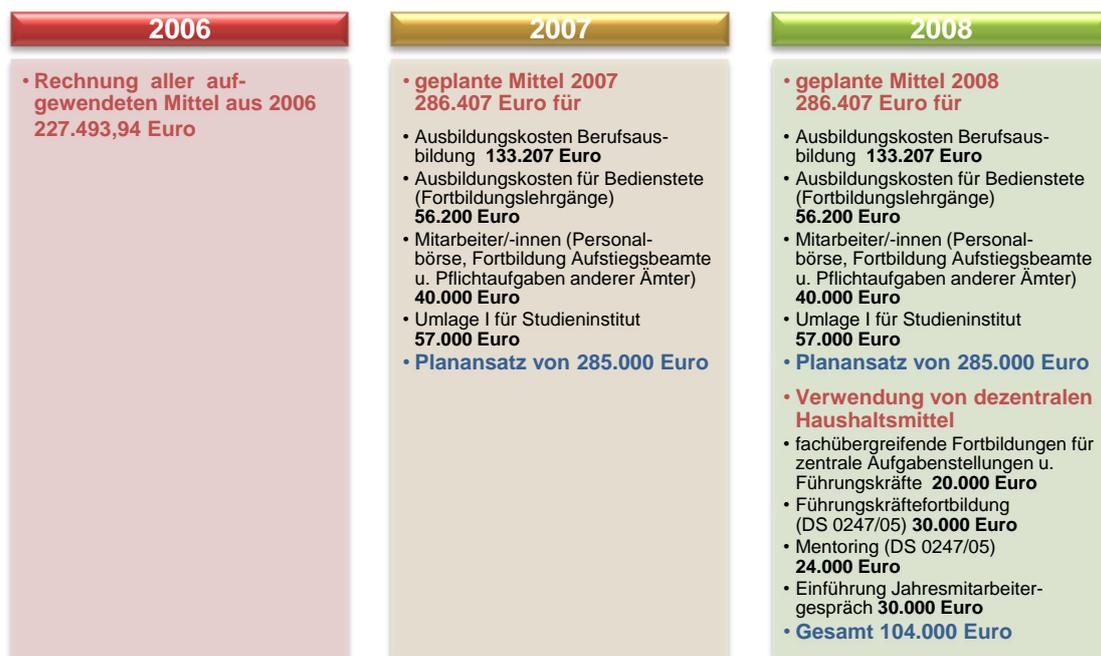 2006
• Rechnung aller auf-
gewendeten Mittel aus 2006
227.493,94 Euro
2007
• geplante Mittel 2007
286.407 Euro für
• Ausbildungskosten Berufsaus-
bildung 133.207 Euro
• Ausbildungskosten für Bedienstete
(Fortbildungslehrgänge)
56.200 Euro
• Mitarbeiter/-innen (Personal-
börse, Fortbildung Aufstiegsbeamte
u. Pflichtaufgaben anderer Ämter)
40.000 Euro
• Umlage I für Studieninstitut
57.000 Euro
• Planansatz von 285.000 Euro
2008
• geplante Mittel 2008
286.407 Euro für
• Ausbildungskosten Berufsaus-
bildung 133.207 Euro
• Ausbildungskosten für Bedienstete
(Fortbildungslehrgänge)
56.200 Euro
• Mitarbeiter/-innen (Personal-
börse, Fortbildung Aufstiegsbeamte
u. Pflichtaufgaben anderer Ämter)
40.000 Euro
• Umlage I für Studieninstitut
57.000 Euro
• Planansatz von 285.000 Euro
• Verwendung von dezentralen
Haushaltsmittel
• fachübergreifende Fortbildungen für
zentrale Aufgabenstellungen u.
Führungskräfte 20.000 Euro
• Führungskräftefortbildung
(DS 0247/05) 30.000 Euro
• Mentoring (DS 0247/05)
24.000 Euro
• Einführung Jahresmitarbeiter-
gespräch 30.000 Euro
• Gesamt 104.000 Euro